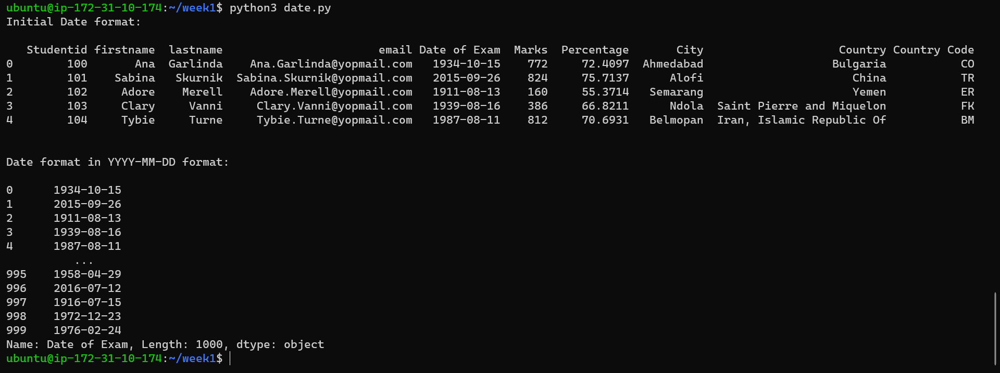 ubuntu@ip-172-31-10-174:~/week1$ python3 date.py
Initial Date format:
   Studentid firstname  lastname                       email Date of Exam  Marks  Percentage       City                    Country Country Code
0        100       Ana  Garlinda    Ana.Garlinda@yopmail.com   1934-10-15    772     72.4097  Ahmedabad                   Bulgaria           CO
1        101    Sabina   Skurnik  Sabina.Skurnik@yopmail.com   2015-09-26    824     75.7137      Alofi                      China           TR
2        102     Adore    Merell    Adore.Merell@yopmail.com   1911-08-13    160     55.3714   Semarang                      Yemen           ER
3        103     Clary     Vanni     Clary.Vanni@yopmail.com   1939-08-16    386     66.8211      Ndola  Saint Pierre and Miquelon           FK
4        104     Tybie     Turne     Tybie.Turne@yopmail.com   1987-08-11    812     70.6931   Belmopan  Iran, Islamic Republic Of           BM
Date format in YYYY-MM-DD format:
0      1934-10-15
1      2015-09-26
2      1911-08-13
3      1939-08-16
4      1987-08-11
          ...
995    1958-04-29
996    2016-07-12
997    1916-07-15
998    1972-12-23
999    1976-02-24
Name: Date of Exam, Length: 1000, dtype: object
ubuntu@ip-172-31-10-174:~/week1$